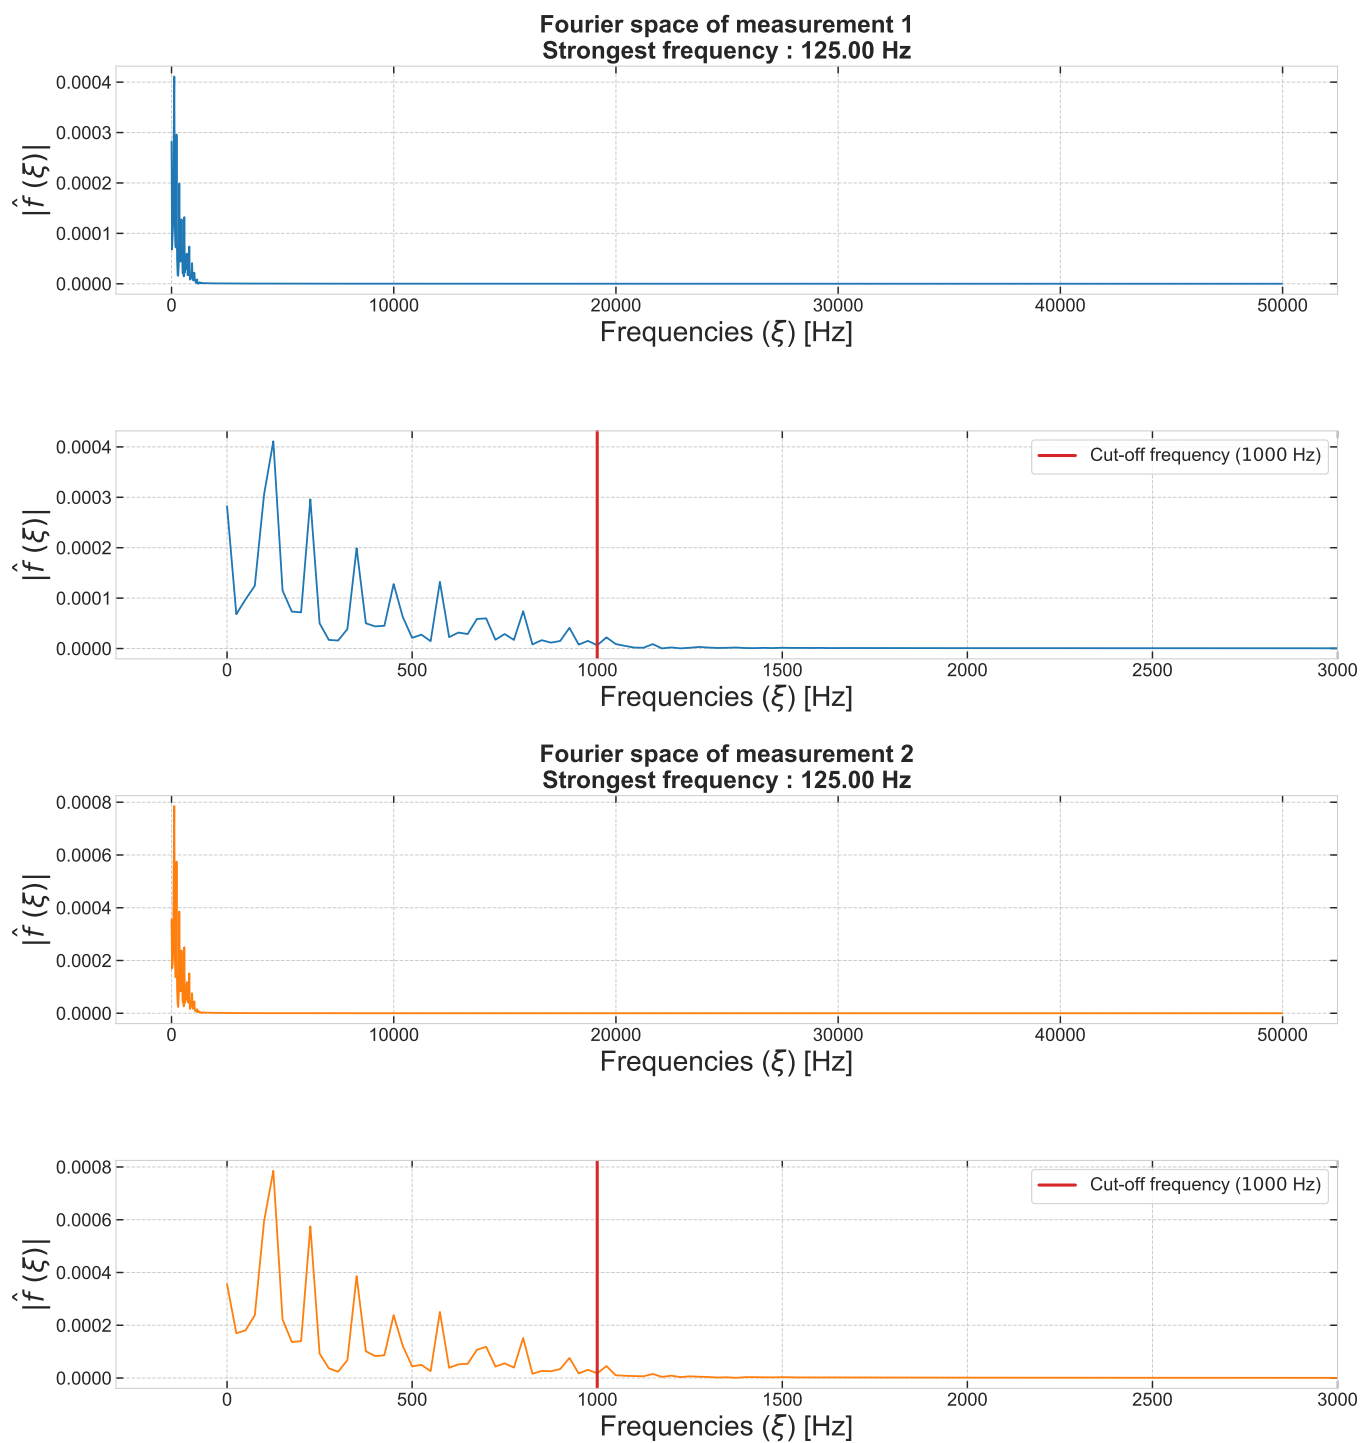 Fourier space of measurement 1
Strongest frequency : 125.00 Hz
0.0004
0.0003
0.0002
0.0001
0.0000
|f̂ (ξ)|
0 10000 20000 30000 40000 50000
Frequencies (ξ) [Hz]
Cut-off frequency (1000 Hz)
0.0004
0.0003
0.0002
0.0001
0.0000
|f̂ (ξ)|
0 500 1000 1500 2000 2500 3000
Frequencies (ξ) [Hz]
Fourier space of measurement 2
Strongest frequency : 125.00 Hz
0.0008
0.0006
0.0004
0.0002
0.0000
|f̂ (ξ)|
0 10000 20000 30000 40000 50000
Frequencies (ξ) [Hz]
Cut-off frequency (1000 Hz)
0.0008
0.0006
0.0004
0.0002
0.0000
|f̂ (ξ)|
0 500 1000 1500 2000 2500 3000
Frequencies (ξ) [Hz]